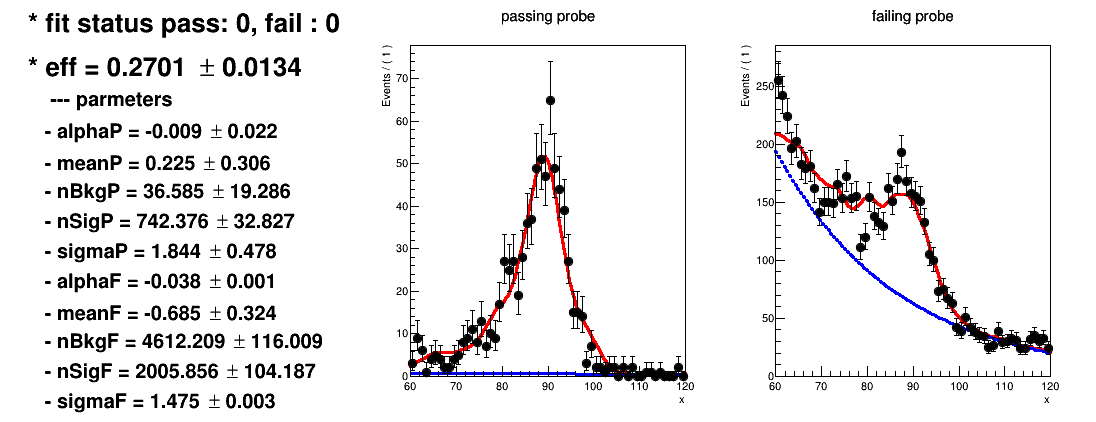 * fit status pass: 0, fail : 0
* eff = 0.2701 ± 0.0134
--- parmeters
- alphaP = -0.009 ± 0.022
- meanP = 0.225 ± 0.306
- nBkgP = 36.585 ± 19.286
- nSigP = 742.376 ± 32.827
- sigmaP = 1.844 ± 0.478
- alphaF = -0.038 ± 0.001
- meanF = -0.685 ± 0.324
- nBkgF = 4612.209 ± 116.009
- nSigF = 2005.856 ± 104.187
- sigmaF = 1.475 ± 0.003
passing probe
Events / ( 1 )
70
60
50
40
30
20
10
0
60 70 80 90 100 110 120
x
failing probe
Events / ( 1 )
250
200
150
100
50
0
60 70 80 90 100 110 120
x